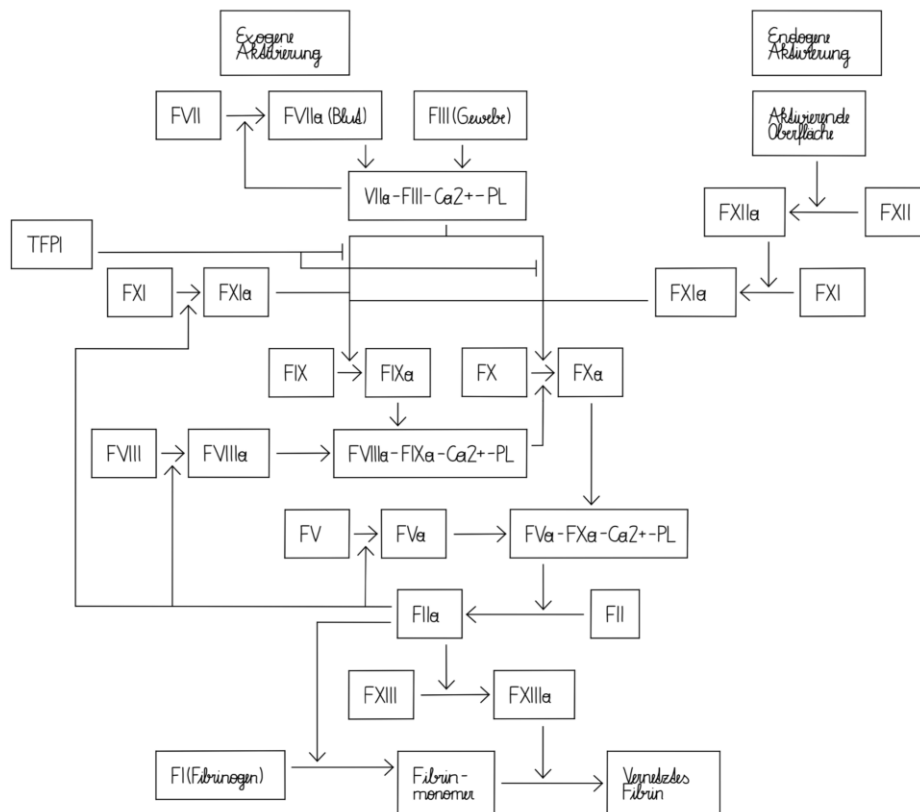 Exogene
Aktivierung
Endogene
Aktivierung
FVII
FVIIa (Blut)
FIII (Gewebe)
Aktivierende
Oberfläche
VIIa-FIII-Ca2+-PL
FXIIa
FXII
TFPI
FXI
FXIa
FXIa
FXI
FIX
FIXa
FX
FXa
FVIII
FVIIIa
FVIIIa-FIXa-Ca2+-PL
FV
FVa
FVa-FXa-Ca2+-PL
FIIa
FII
FXIII
FXIIIa
FI (Fibrinogen)
Fibrin-
monomer
Vernetztes
Fibrin